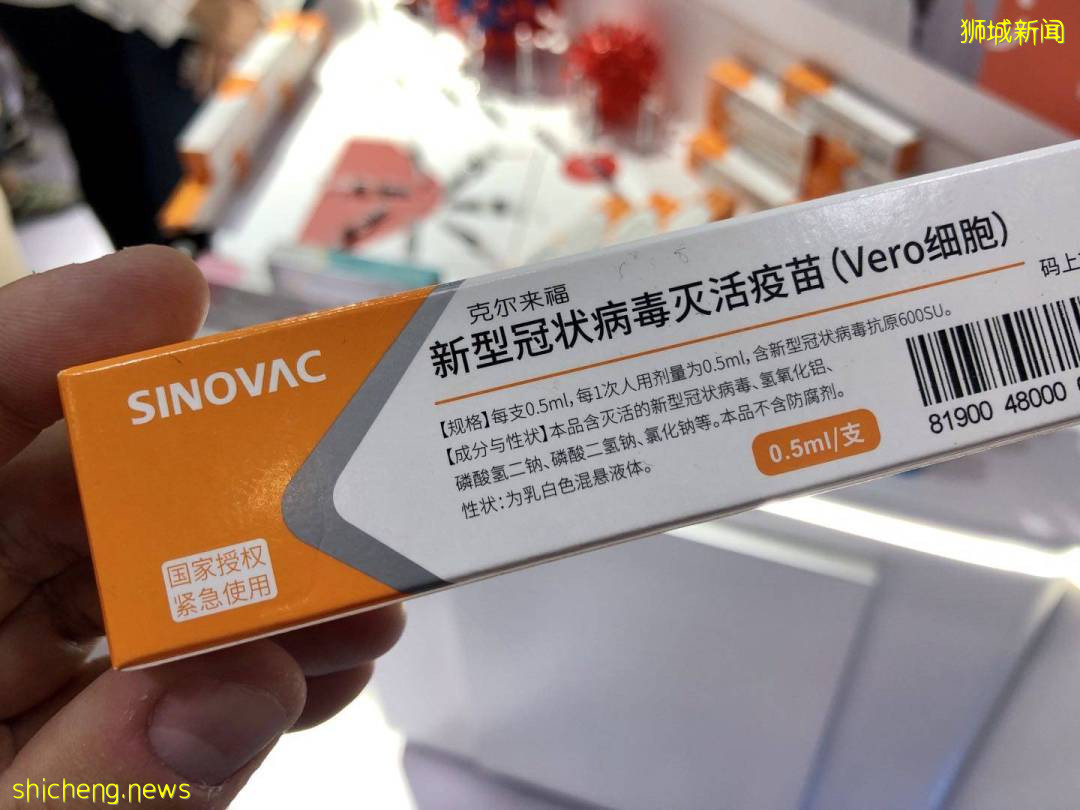 狮城新闻
SINOVAC
克尔来福
新型冠状病毒灭活疫苗(Vero细胞)
【规格】每支0.5ml,每1次人用剂量为0.5ml,含新型冠状病毒抗原600SU。
【成分与性状】本品含灭活的新型冠状病毒、氢氧化铝、
磷酸氢二钠、磷酸二氢钠、氯化钠等。本品不含防腐剂。
性状:为乳白色混悬液体。
0.5ml/支
码上
81900 48000
国家授权
紧急使用
shicheng.news